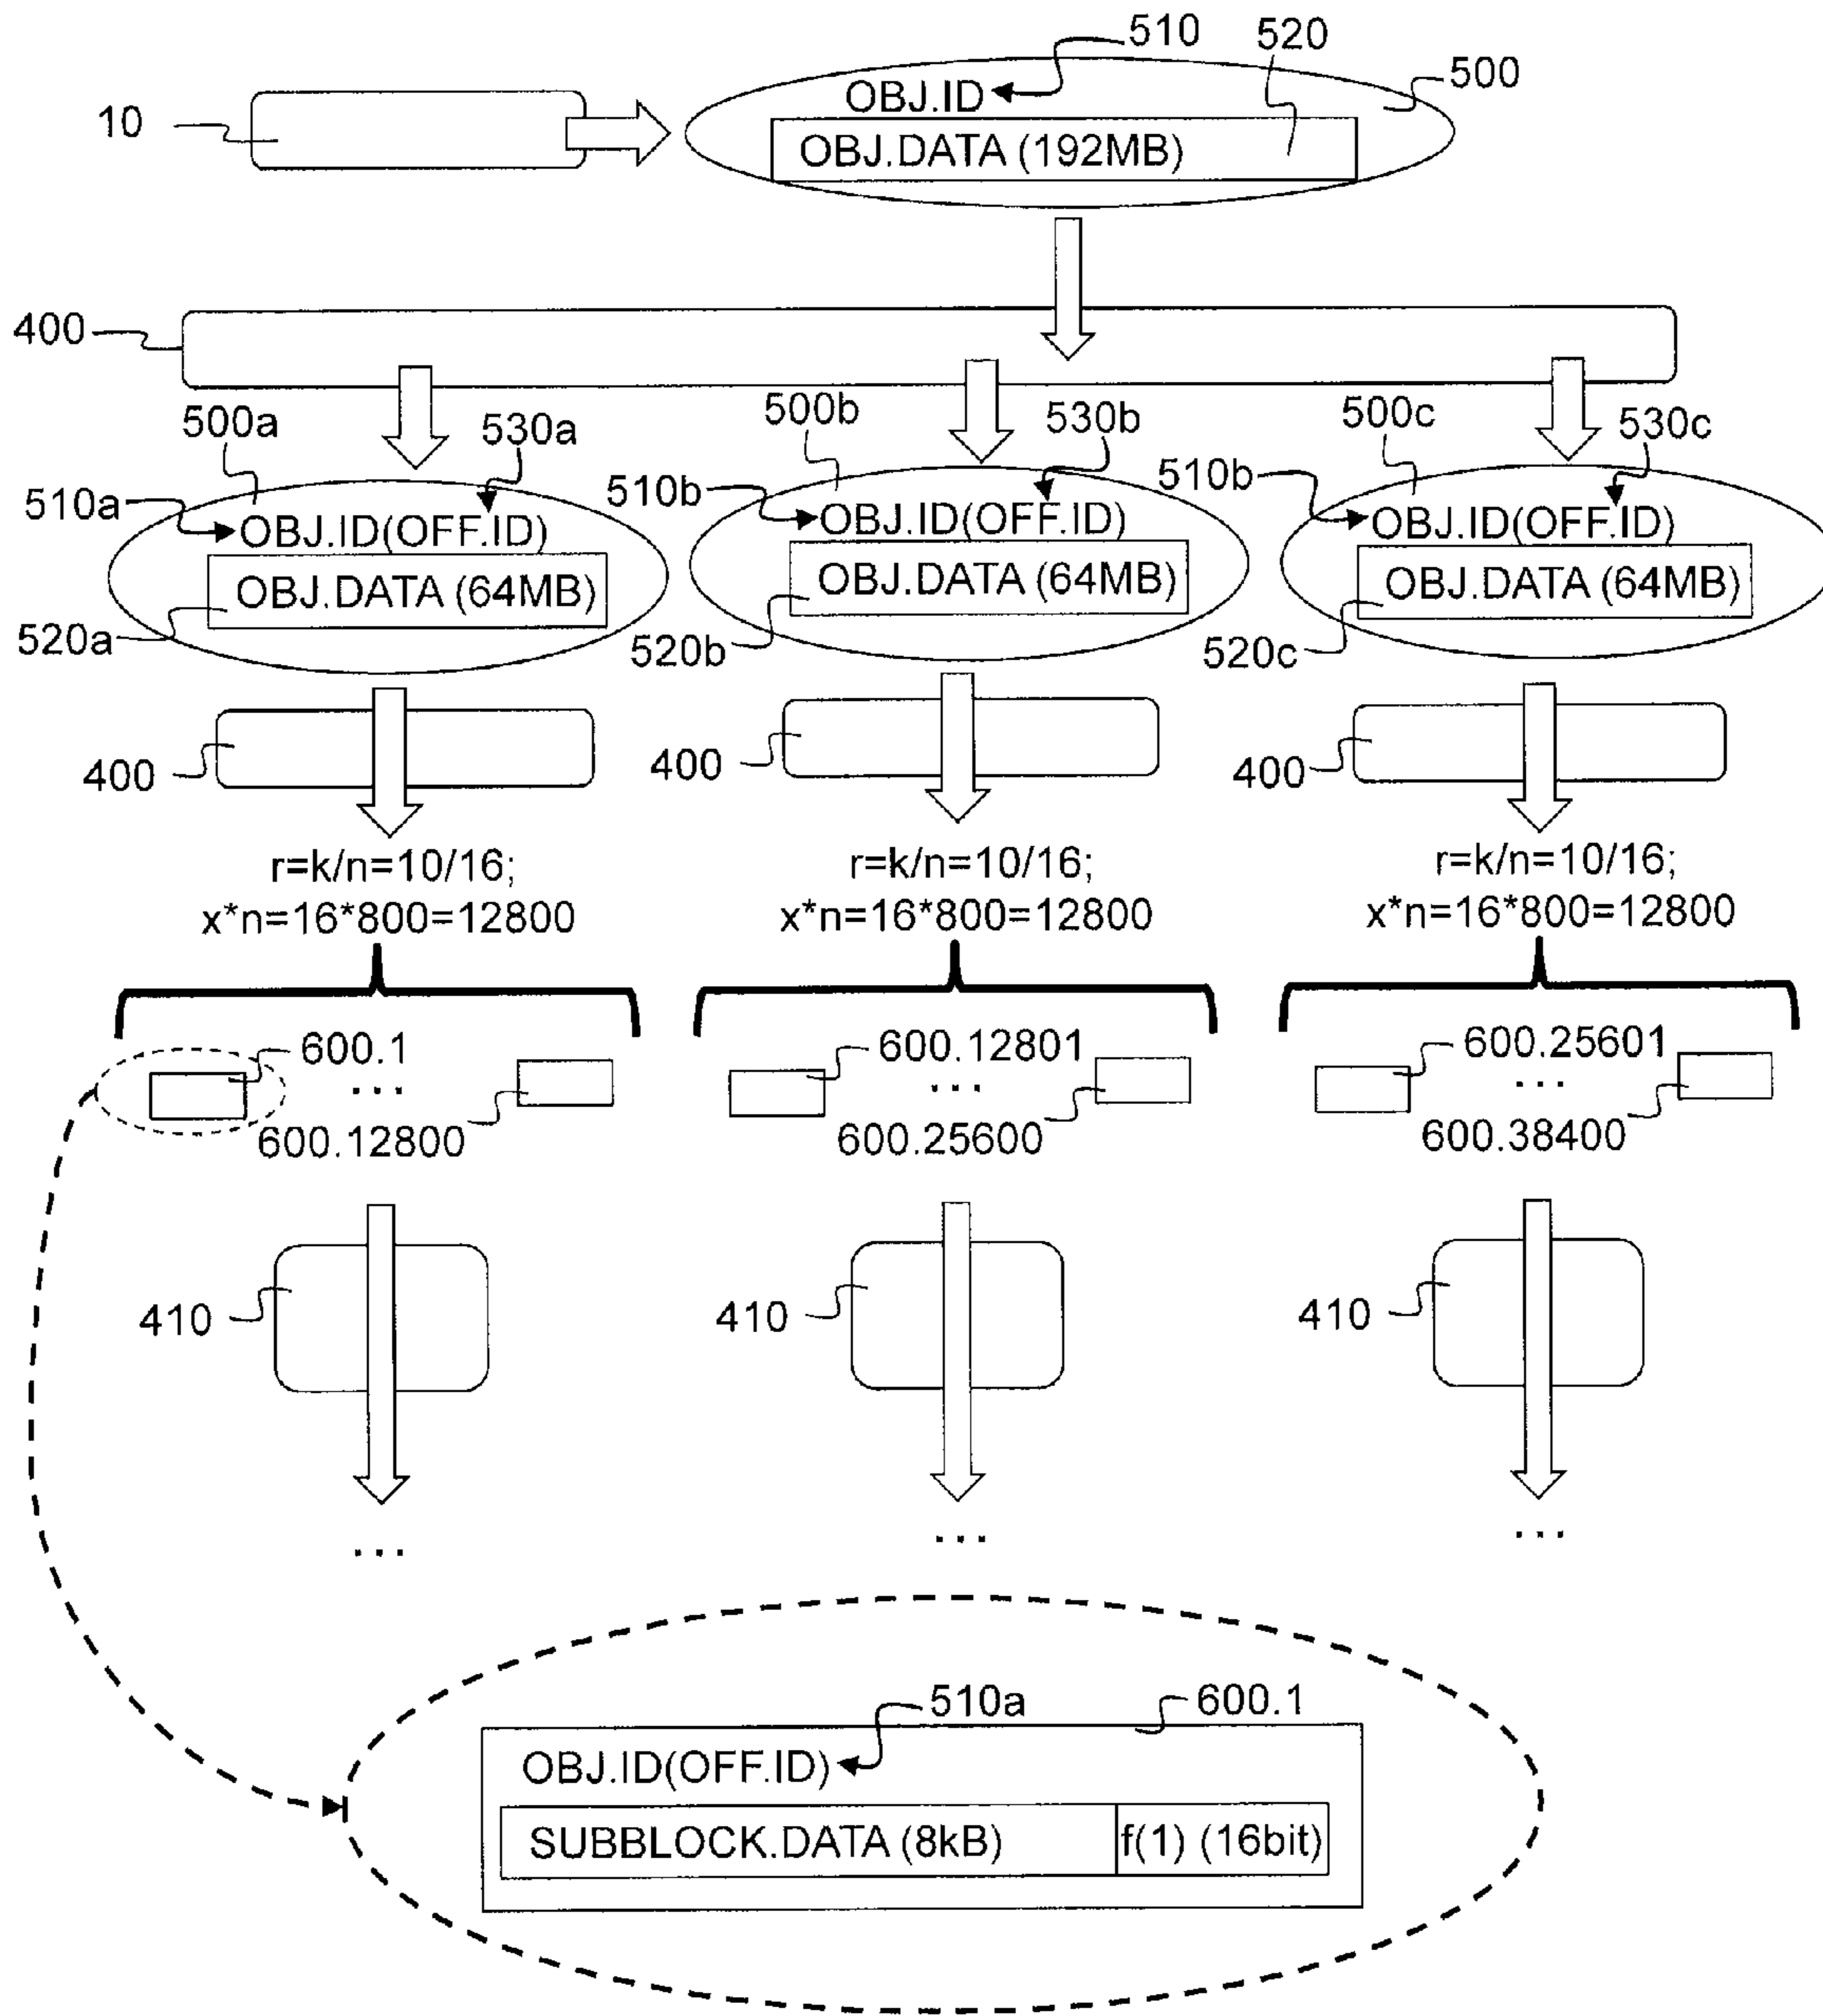 510
520
500
OBJ.ID
10
OBJ.DATA (192MB)
400
500a
530a
500b
530b
500c
530c
510a
OBJ.ID(OFF.ID)
510b
OBJ.ID(OFF.ID)
510b
OBJ.ID(OFF.ID)
OBJ.DATA (64MB)
OBJ.DATA (64MB)
OBJ.DATA (64MB)
520a
520b
520c
400
400
400
r=k/n=10/16;
x*n=16*800=12800
r=k/n=10/16;
x*n=16*800=12800
r=k/n=10/16;
x*n=16*800=12800
600.1
...
600.12800
600.12801
...
600.25600
600.25601
...
600.38400
410
410
410
...
...
...
510a
600.1
OBJ.ID(OFF.ID)
SUBBLOCK.DATA (8kB)
f(1) (16bit)